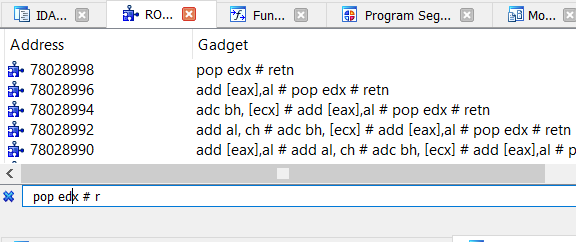 IDA... RO... Fun... Program Seg... Mo...
Address Gadget
78028998 pop edx # retn
78028996 add [eax],al # pop edx # retn
78028994 adc bh, [ecx] # add [eax],al # pop edx # retn
78028992 add al, ch # adc bh, [ecx] # add [eax],al # pop edx # retn
78028990 add [eax],al # add al, ch # adc bh, [ecx] # add [eax],al # p
pop edx # r